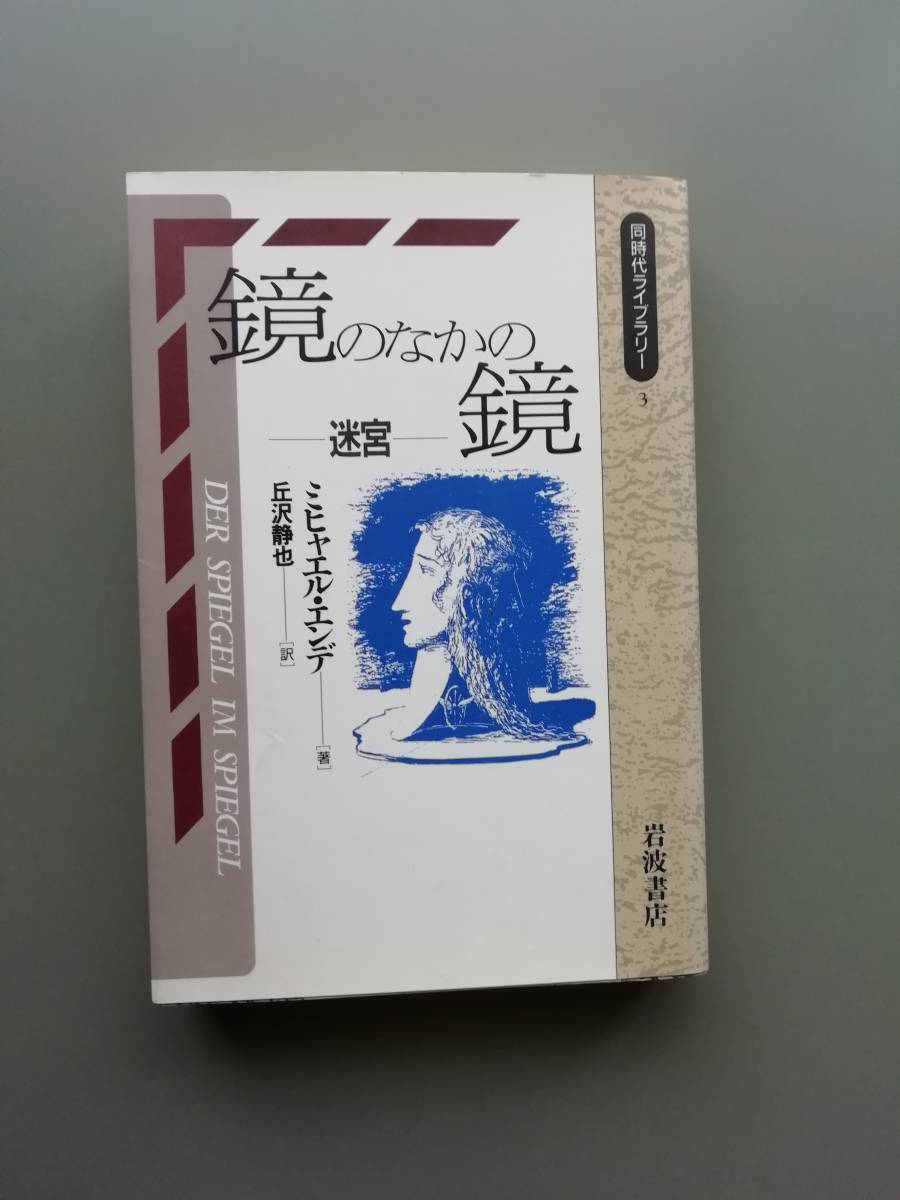 鏡のなかの
鏡
迷宮
ミヒャエル・エンデ
[著]
丘沢静也
[訳]
DER SPIEGEL IM SPIEGEL
同時代ライブラリー
3
岩波書店